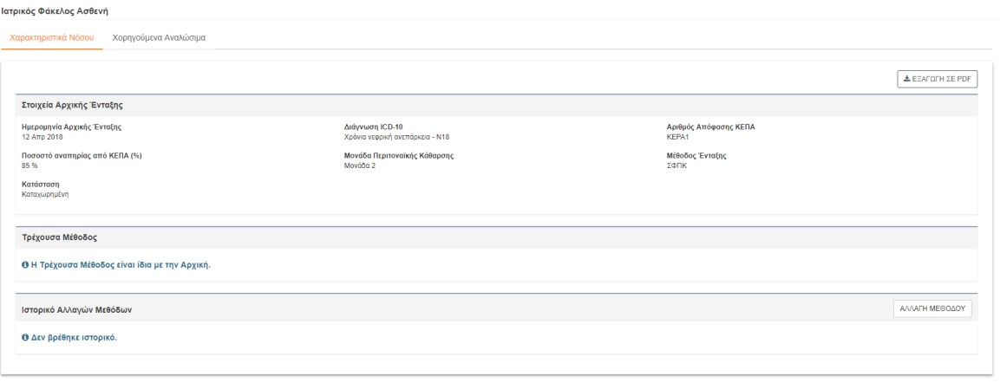 Ιατρικός Φάκελος Ασθενή
Χαρακτηριστικά Νόσου Χορηγούμενα Αναλώσιμα
ΕΞΑΓΩΓΗ ΣΕ PDF
Στοιχεία Αρχικής Ένταξης
Ημερομηνία Αρχικής Ένταξης Διάγνωση ICD-10 Αριθμός Απόφασης ΚΕΠΑ
12 Απρ 2018 Χρόνια νεφρική ανεπάρκεια - N18 KEPA1
Ποσοστό αναπηρίας από ΚΕΠΑ (%) Μονάδα Περιτοναϊκής Κάθαρσης Μέθοδος Ένταξης
85 % Μονάδα 2 ΣΦΠΚ
Κατάσταση
Καταχωρημένη
Τρέχουσα Μέθοδος
Η Τρέχουσα Μέθοδος είναι ίδια με την Αρχική.
Ιστορικό Αλλαγών Μεθόδων ΑΛΛΑΓΗ ΜΕΘΟΔΟΥ
Δεν βρέθηκε ιστορικό.